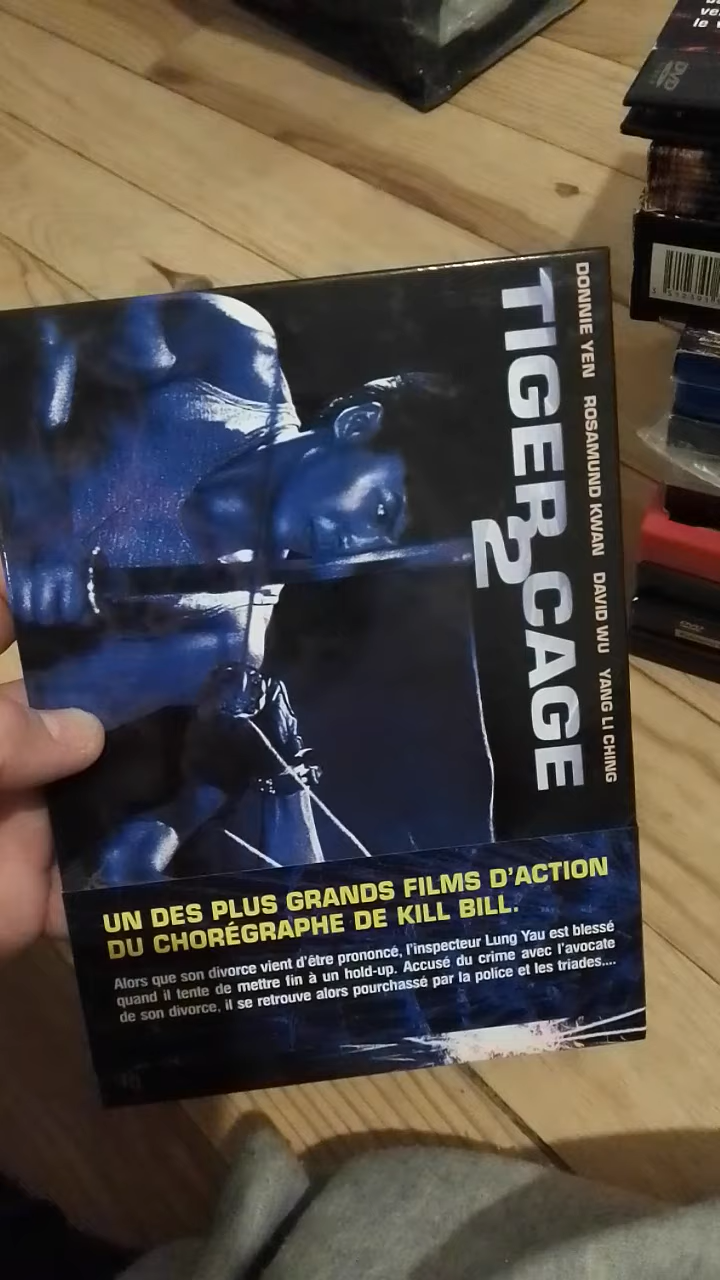 DONNIE YEN ROSAMUND KWAN DAVID WU YANG LI CHING
TIGER CAGE
2
UN DES PLUS GRANDS FILMS D'ACTION
DU CHORÉGRAPHE DE KILL BILL.
Alors que son divorce vient d'être prononcé, l'inspecteur Lung Yau est blessé
quand il tente de mettre fin à un hold-up. Accusé du crime avec l'avocate
de son divorce, il se retrouve alors pourchassé par la police et les triades....
DVD
le